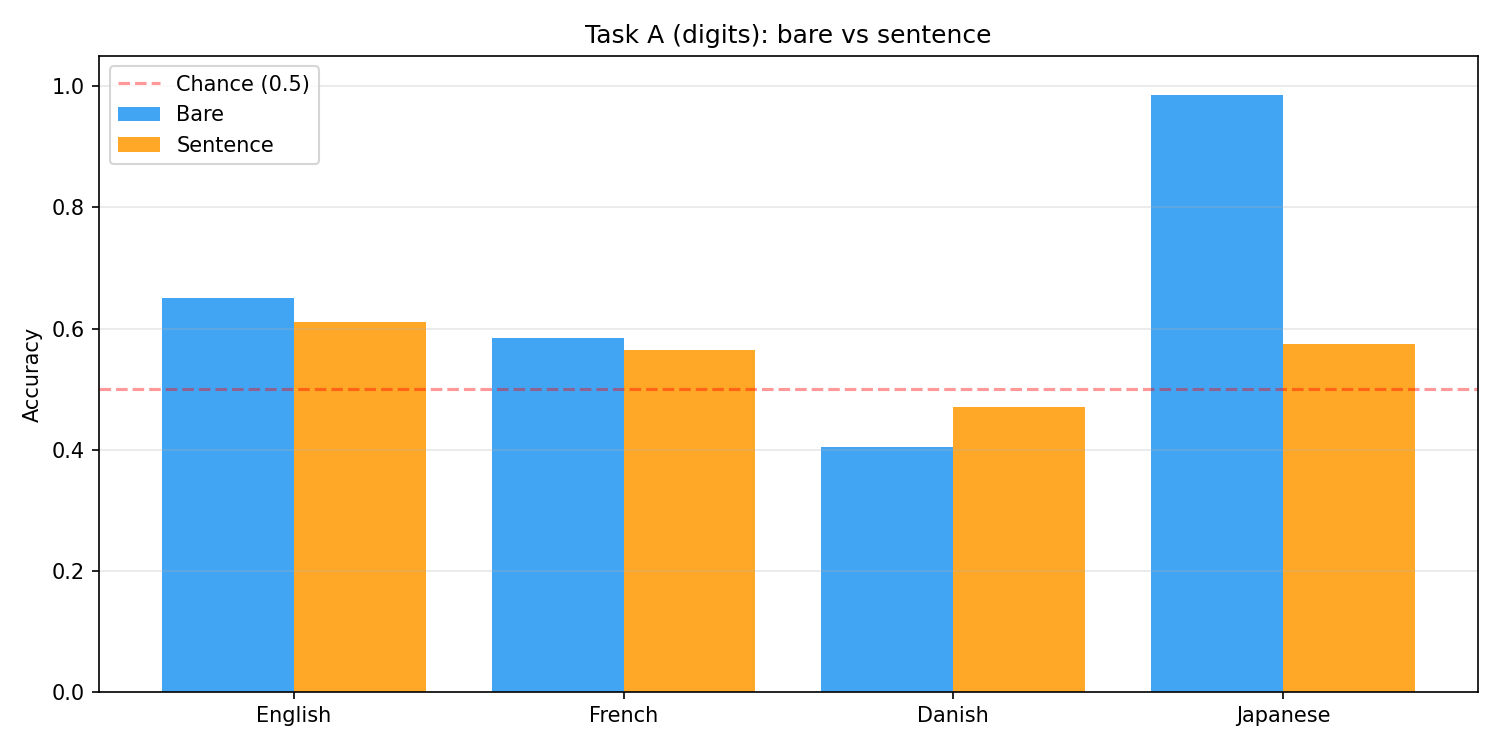 Task A (digits): bare vs sentence
Chance (0.5)
Bare
Sentence
Accuracy
1.0
0.8
0.6
0.4
0.2
0.0
English
French
Danish
Japanese